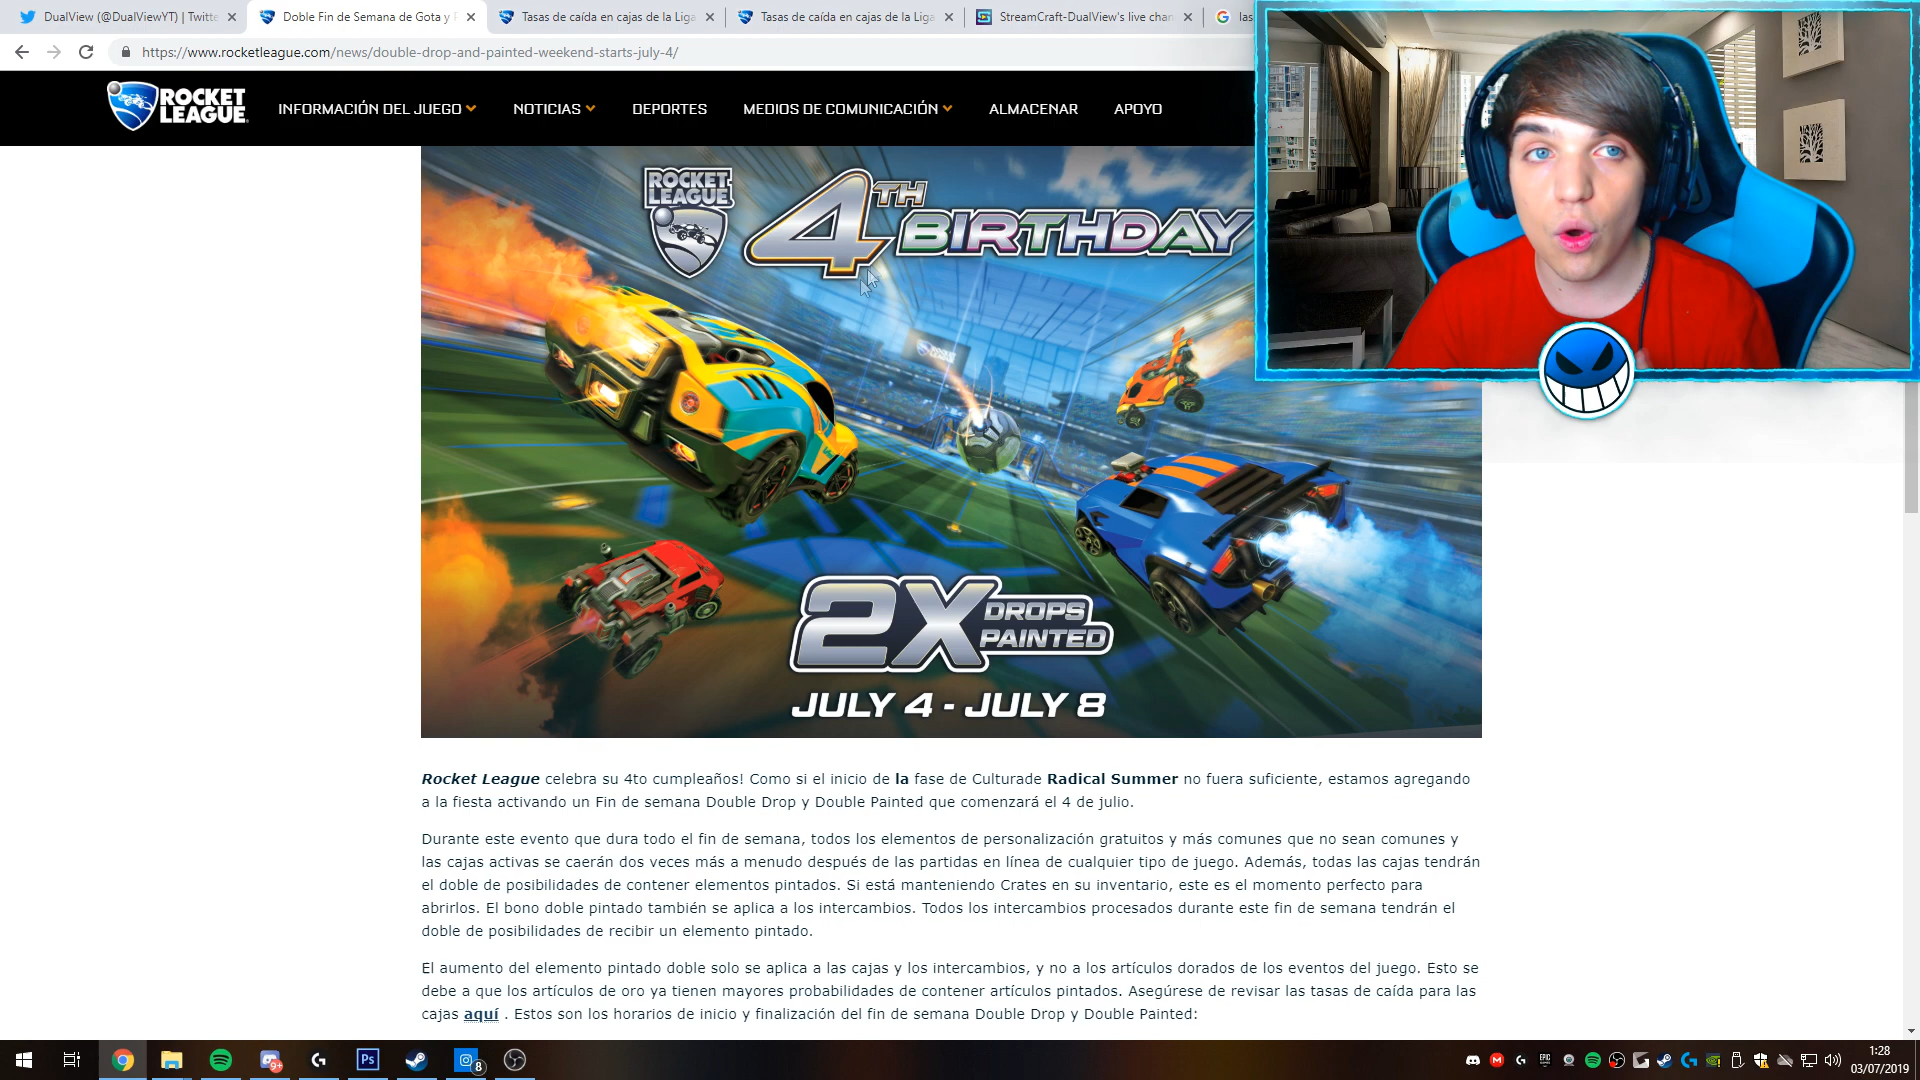 DualView (@DualViewYT) | Twitte
Doble Fin de Semana de Gota y
Tasas de caída en cajas de la Liga
Tasas de caída en cajas de la Liga
StreamCraft-DualView's live chan
las
https://www.rocketleague.com/news/double-drop-and-painted-weekend-starts-july-4/
ROCKET
LEAGUE
INFORMACIÓN DEL JUEGO
NOTICIAS
DEPORTES
MEDIOS DE COMUNICACIÓN
ALMACENAR
APOYO
ROCKET
LEAGUE
4TH
BIRTHDAY
2X DROPS
PAINTED
JULY 4 - JULY 8
Rocket League celebra su 4to cumpleaños! Como si el inicio de la fase de Culturade Radical Summer no fuera suficiente, estamos agregando
a la fiesta activando un Fin de semana Double Drop y Double Painted que comenzará el 4 de julio.
Durante este evento que dura todo el fin de semana, todos los elementos de personalización gratuitos y más comunes que no sean comunes y
las cajas activas se caerán dos veces más a menudo después de las partidas en línea de cualquier tipo de juego. Además, todas las cajas tendrán
el doble de posibilidades de contener elementos pintados. Si está manteniendo Crates en su inventario, este es el momento perfecto para
abrirlos. El bono doble pintado también se aplica a los intercambios. Todos los intercambios procesados durante este fin de semana tendrán el
doble de posibilidades de recibir un elemento pintado.
El aumento del elemento pintado doble solo se aplica a las cajas y los intercambios, y no a los artículos dorados de los eventos del juego. Esto se
debe a que los artículos de oro ya tienen mayores probabilidades de contener artículos pintados. Asegúrese de revisar las tasas de caída para las
cajas aquí . Estos son los horarios de inicio y finalización del fin de semana Double Drop y Double Painted:
9+
Ps
8
EPIC
1:28
03/07/2019